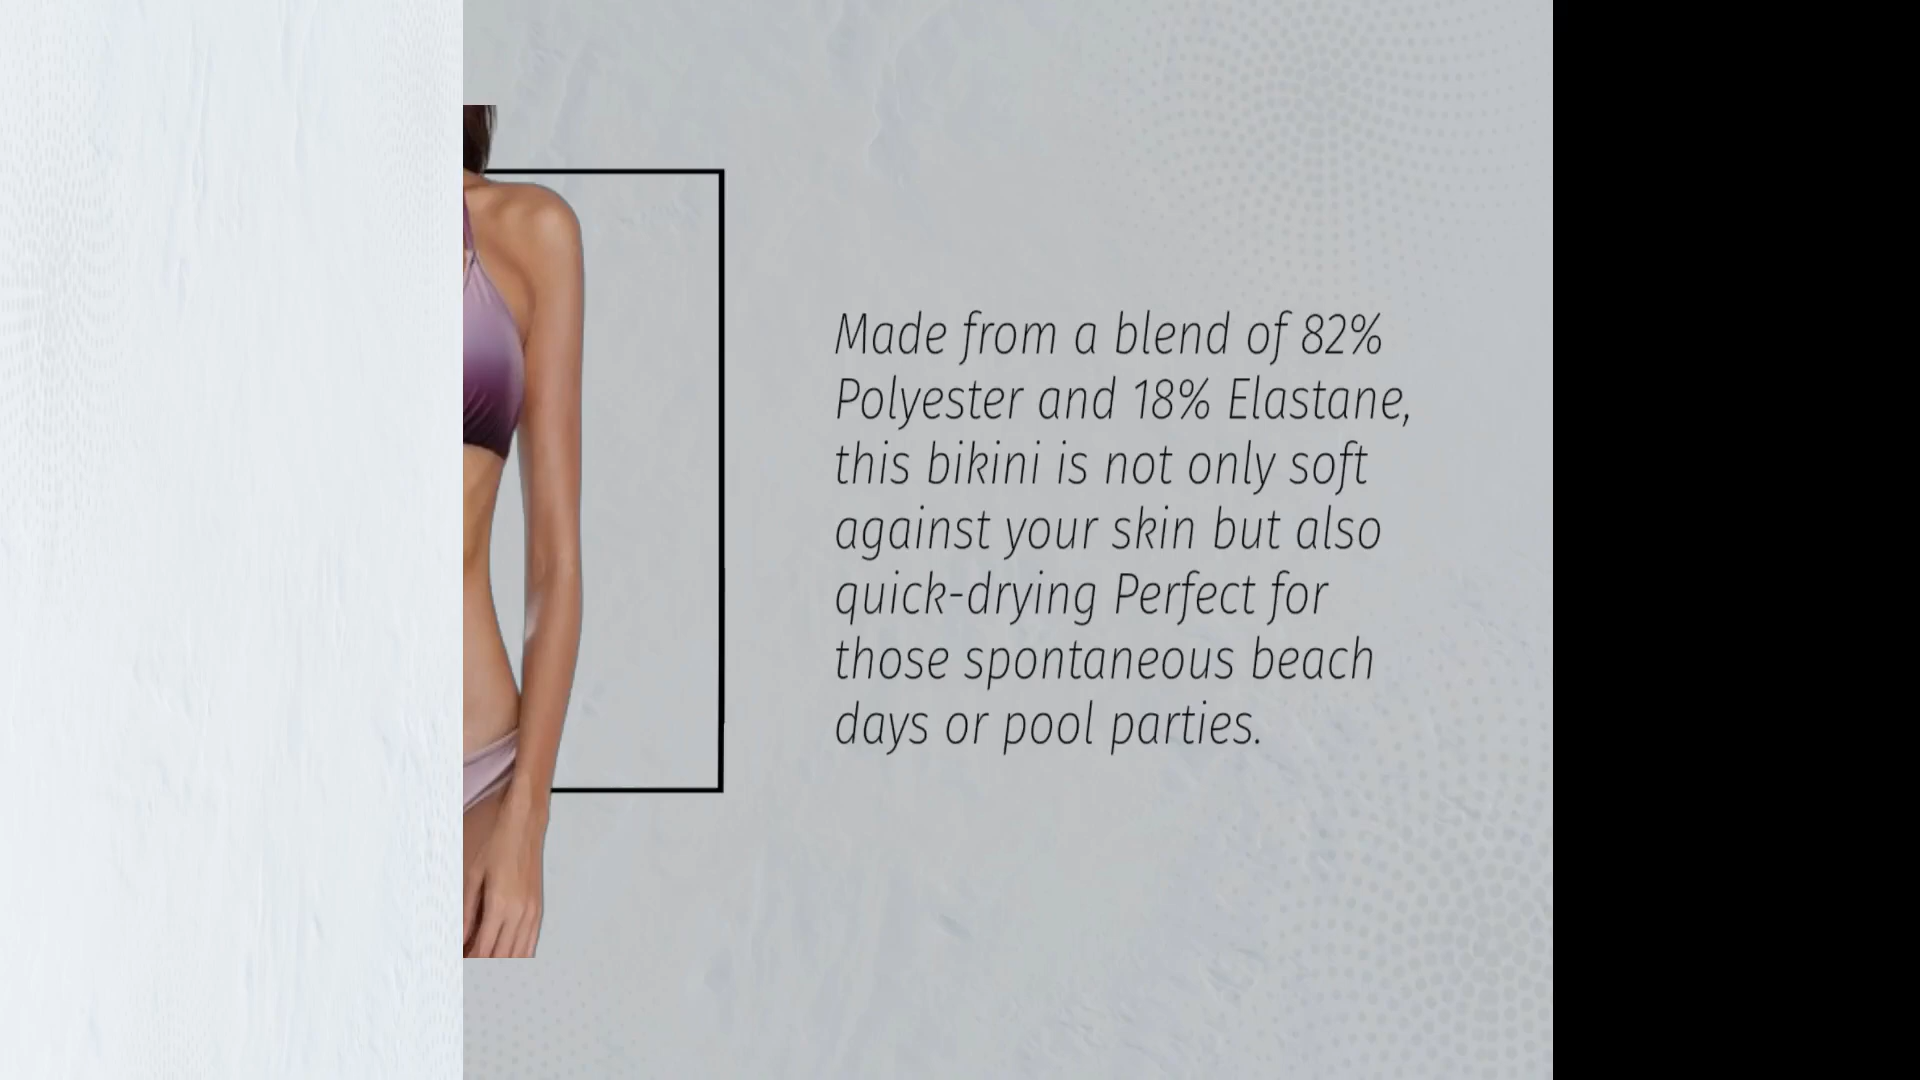 Made from a blend of 82%
Polyester and 18% Elastane,
this bikini is not only soft
against your skin but also
quick-drying Perfect for
those spontaneous beach
days or pool parties.